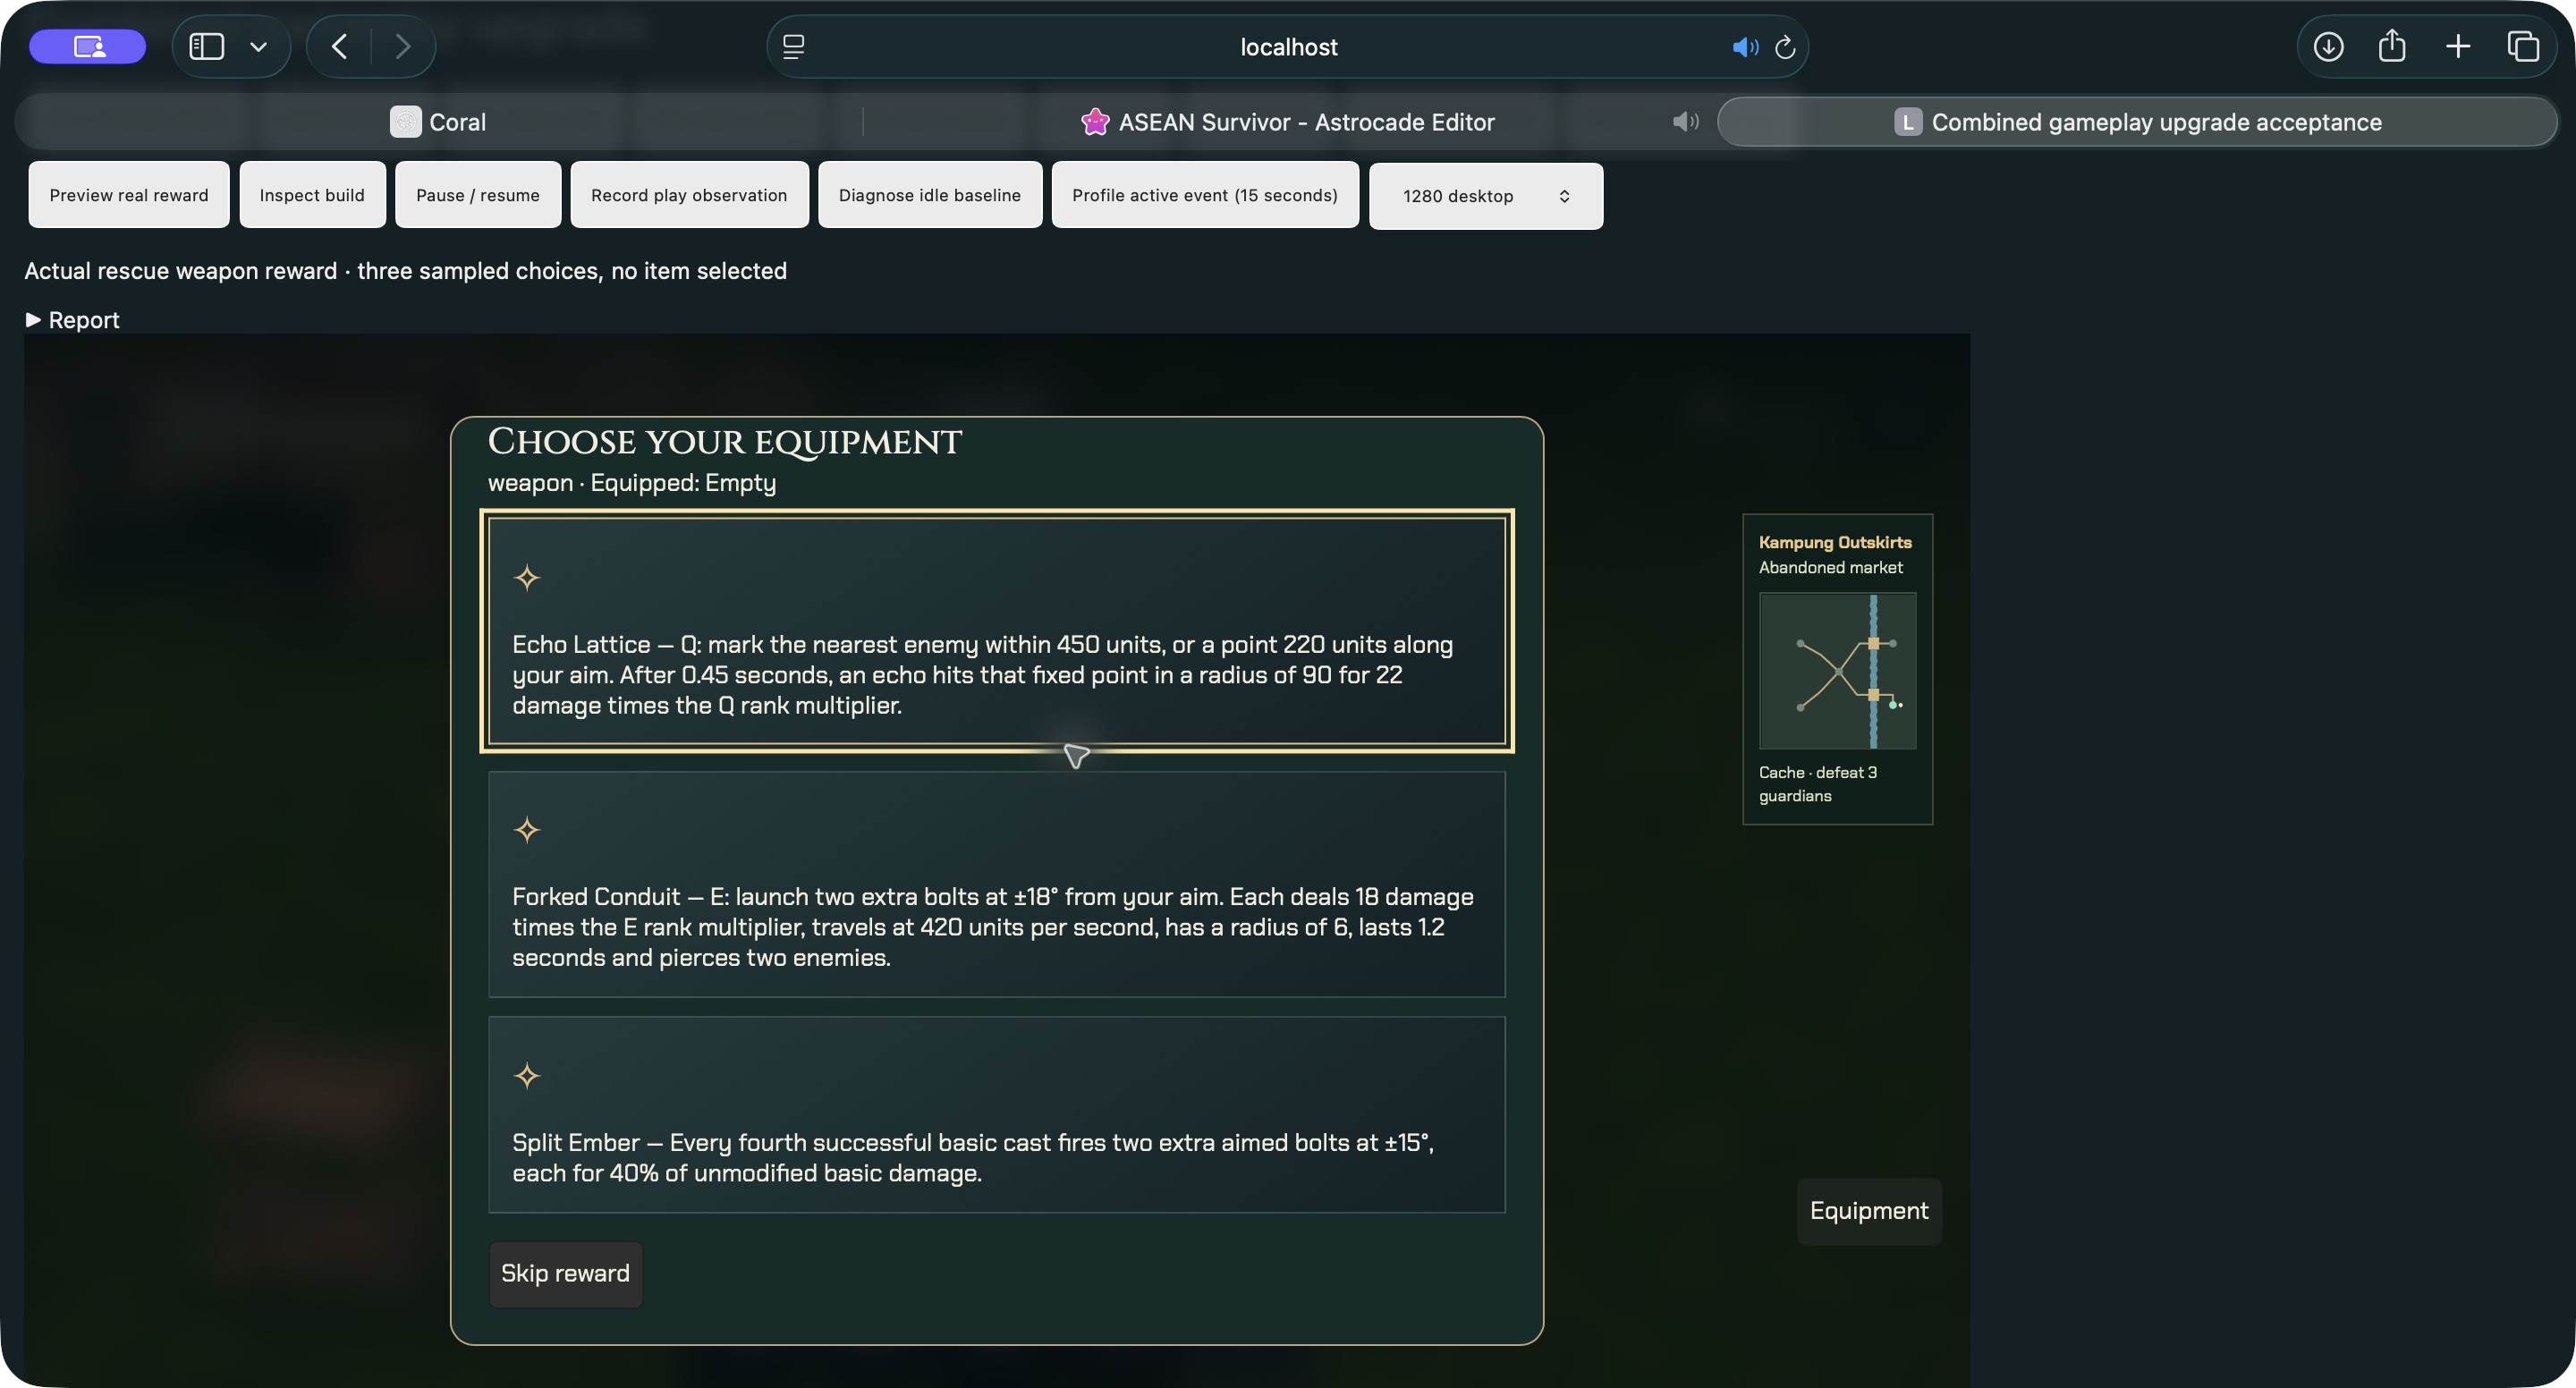 localhost
Coral
ASEAN Survivor - Astrocade Editor
L Combined gameplay upgrade acceptance
Preview real reward
Inspect build
Pause / resume
Record play observation
Diagnose idle baseline
Profile active event (15 seconds)
1280 desktop
Actual rescue weapon reward · three sampled choices, no item selected
Report
CHOOSE YOUR EQUIPMENT
weapon · Equipped: Empty
Echo Lattice — Q: mark the nearest enemy within 450 units, or a point 220 units along
your aim. After 0.45 seconds, an echo hits that fixed point in a radius of 90 for 22
damage times the Q rank multiplier.
Forked Conduit — E: launch two extra bolts at ±18° from your aim. Each deals 18 damage
times the E rank multiplier, travels at 420 units per second, has a radius of 6, lasts 1.2
seconds and pierces two enemies.
Split Ember — Every fourth successful basic cast fires two extra aimed bolts at ±15°,
each for 40% of unmodified basic damage.
Skip reward
Kampung Outskirts
Abandoned market
Cache · defeat 3
guardians
Equipment